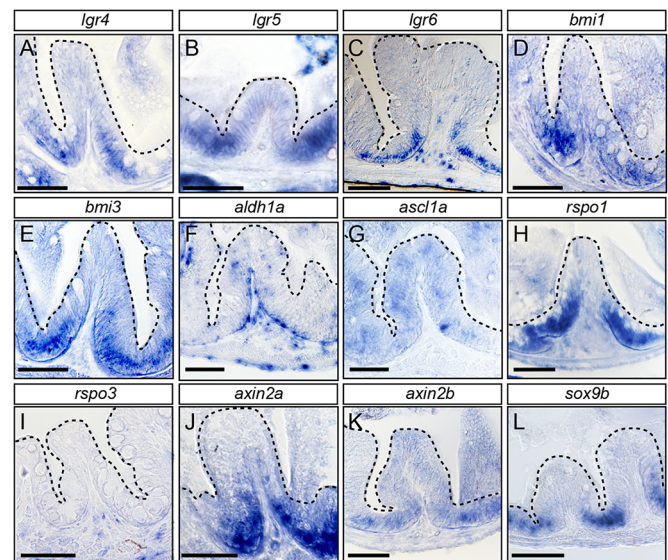 lgr4 lgr5 lgr6 bmi1
A B C D
bmi3 aldh1a ascl1a rspo1
E F G H
rspo3 axin2a axin2b sox9b
I J K L